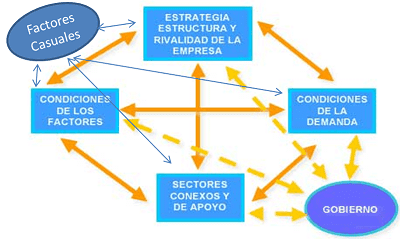 Factores
Casuales
ESTRATEGIA
ESTRUCTURA Y
RIVALIDAD DE LA
EMPRESA
CONDICIONES
DE LOS
FACTORES
CONDICIONES
DE LA
DEMANDA
SECTORES
CONEXOS Y
DE APOYO
GOBIERNO